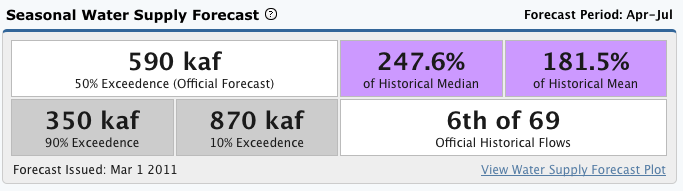 Seasonal Water Supply Forecast ? Forecast Period: Apr-Jul
590 kaf 247.6% 181.5%
50% Exceedence (Official Forecast) of Historical Median of Historical Mean
350 kaf 870 kaf 6th of 69
90% Exceedence 10% Exceedence Official Historical Flows
Forecast Issued: Mar 1 2011 View Water Supply Forecast Plot